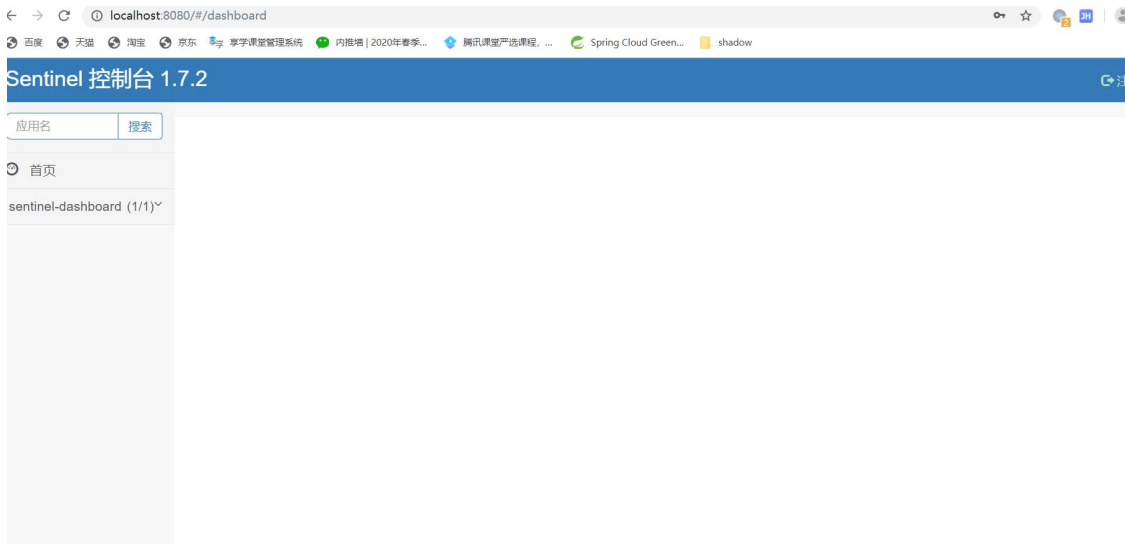 localhost:8080/#/dashboard
百度 天猫 淘宝 京东 享学课堂管理系统 内推塘 | 2020年春季... 腾讯课堂严选课程，... Spring Cloud Green... shadow
Sentinel 控制台 1.7.2
注
应用名 搜索
首页
sentinel-dashboard (1/1)